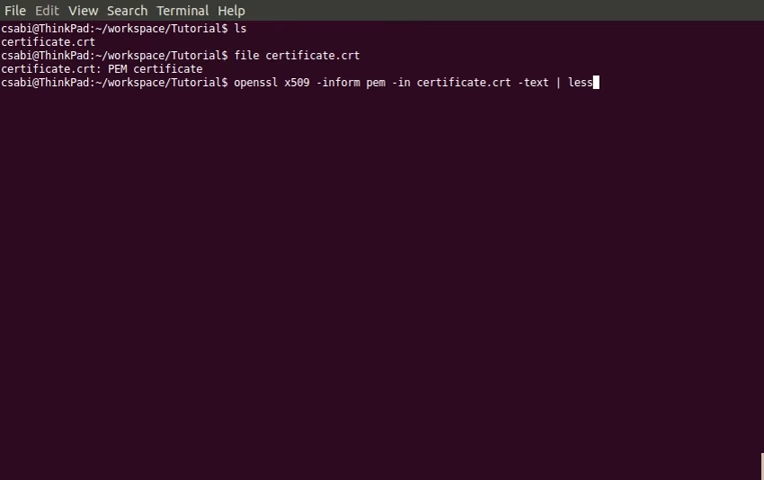 File Edit View Search Terminal Help
csabi@ThinkPad:~/workspace/Tutorial$ ls
certificate.crt
csabi@ThinkPad:~/workspace/Tutorial$ file certificate.crt
certificate.crt: PEM certificate
csabi@ThinkPad:~/workspace/Tutorial$ openssl x509 -inform pem -in certificate.crt -text | less